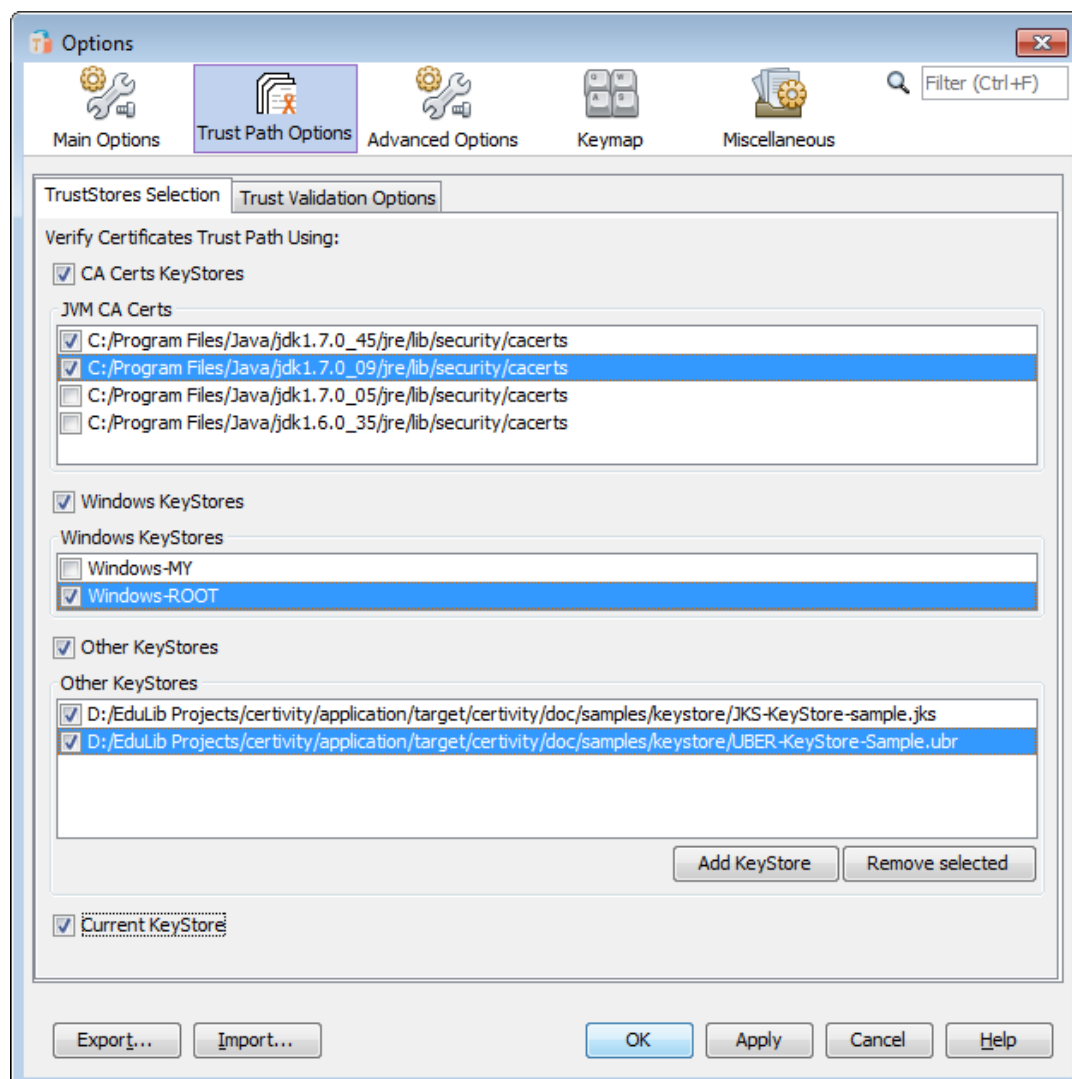 Options
Filter (Ctrl+F)
Main Options
Trust Path Options
Advanced Options
Keymap
Miscellaneous
TrustStores Selection
Trust Validation Options
Verify Certificates Trust Path Using:
CA Certs KeyStores
JVM CA Certs
C:/Program Files/Java/jdk1.7.0_45/jre/lib/security/cacerts
C:/Program Files/Java/jdk1.7.0_09/jre/lib/security/cacerts
C:/Program Files/Java/jdk1.7.0_05/jre/lib/security/cacerts
C:/Program Files/Java/jdk1.6.0_35/jre/lib/security/cacerts
Windows KeyStores
Windows KeyStores
Windows-MY
Windows-ROOT
Other KeyStores
Other KeyStores
D:/EduLib Projects/certivity/application/target/certivity/doc/samples/keystore/JKS-KeyStore-sample.jks
D:/EduLib Projects/certivity/application/target/certivity/doc/samples/keystore/UBER-KeyStore-Sample.ubr
Add KeyStore
Remove selected
Current KeyStore
Export...
Import...
OK
Apply
Cancel
Help